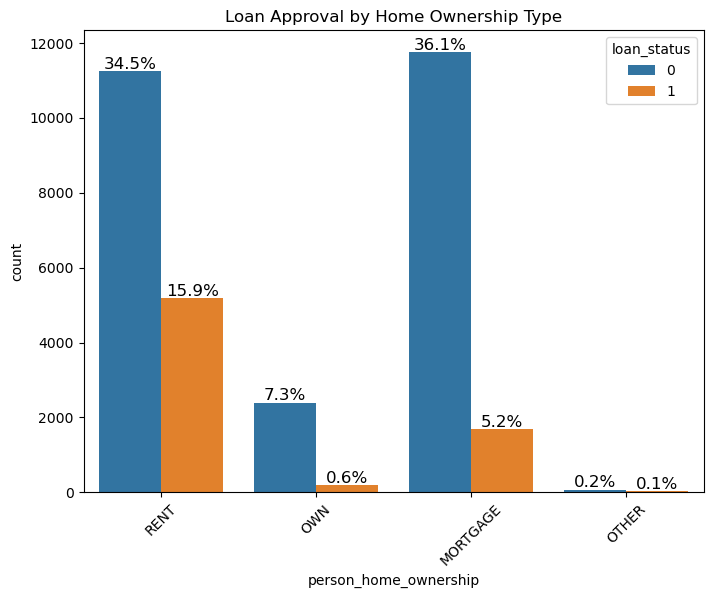 Loan Approval by Home Ownership Type
12000
10000
8000
6000
4000
2000
0
count
34.5%
15.9%
7.3%
0.6%
36.1%
5.2%
0.2%
0.1%
loan_status
0
1
RENT
OWN
MORTGAGE
OTHER
person_home_ownership